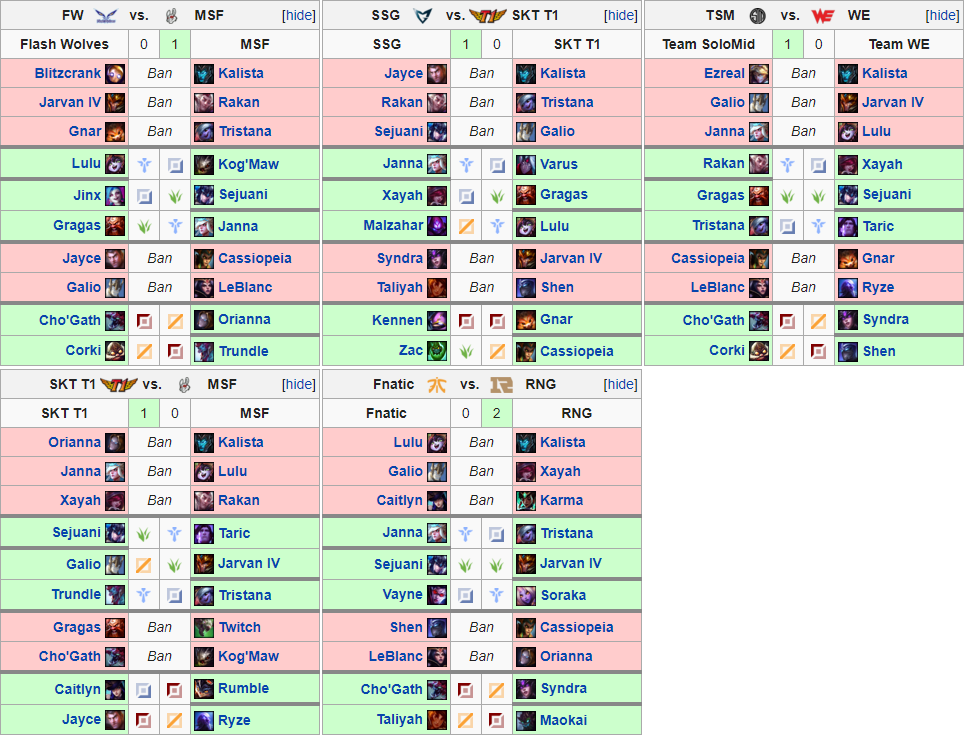 FW vs. MSF [hide]
Flash Wolves 0 1 MSF
Blitzcrank Ban Kalista
Jarvan IV Ban Rakan
Gnar Ban Tristana
Lulu Kog'Maw
Jinx Sejuani
Gragas Janna
Jayce Ban Cassiopeia
Galio Ban LeBlanc
Cho'Gath Orianna
Corki Trundle
SSG vs. SKT T1 [hide]
SSG 1 0 SKT T1
Jayce Ban Kalista
Rakan Ban Tristana
Sejuani Ban Galio
Janna Varus
Xayah Gragas
Malzahar Lulu
Syndra Ban Jarvan IV
Taliyah Ban Shen
Kennen Gnar
Zac Cassiopeia
TSM vs. WE [hide]
Team SoloMid 1 0 Team WE
Ezreal Ban Kalista
Galio Ban Jarvan IV
Janna Ban Lulu
Rakan Xayah
Gragas Sejuani
Tristana Taric
Cassiopeia Ban Gnar
LeBlanc Ban Ryze
Cho'Gath Syndra
Corki Shen
SKT T1 vs. MSF [hide]
SKT T1 1 0 MSF
Orianna Ban Kalista
Janna Ban Lulu
Xayah Ban Rakan
Sejuani Taric
Galio Jarvan IV
Trundle Tristana
Gragas Ban Twitch
Cho'Gath Ban Kog'Maw
Caitlyn Rumble
Jayce Ryze
Fnatic vs. RNG [hide]
Fnatic 0 2 RNG
Lulu Ban Kalista
Galio Ban Xayah
Caitlyn Ban Karma
Janna Tristana
Sejuani Jarvan IV
Vayne Soraka
Shen Ban Cassiopeia
LeBlanc Ban Orianna
Cho'Gath Syndra
Taliyah Maokai